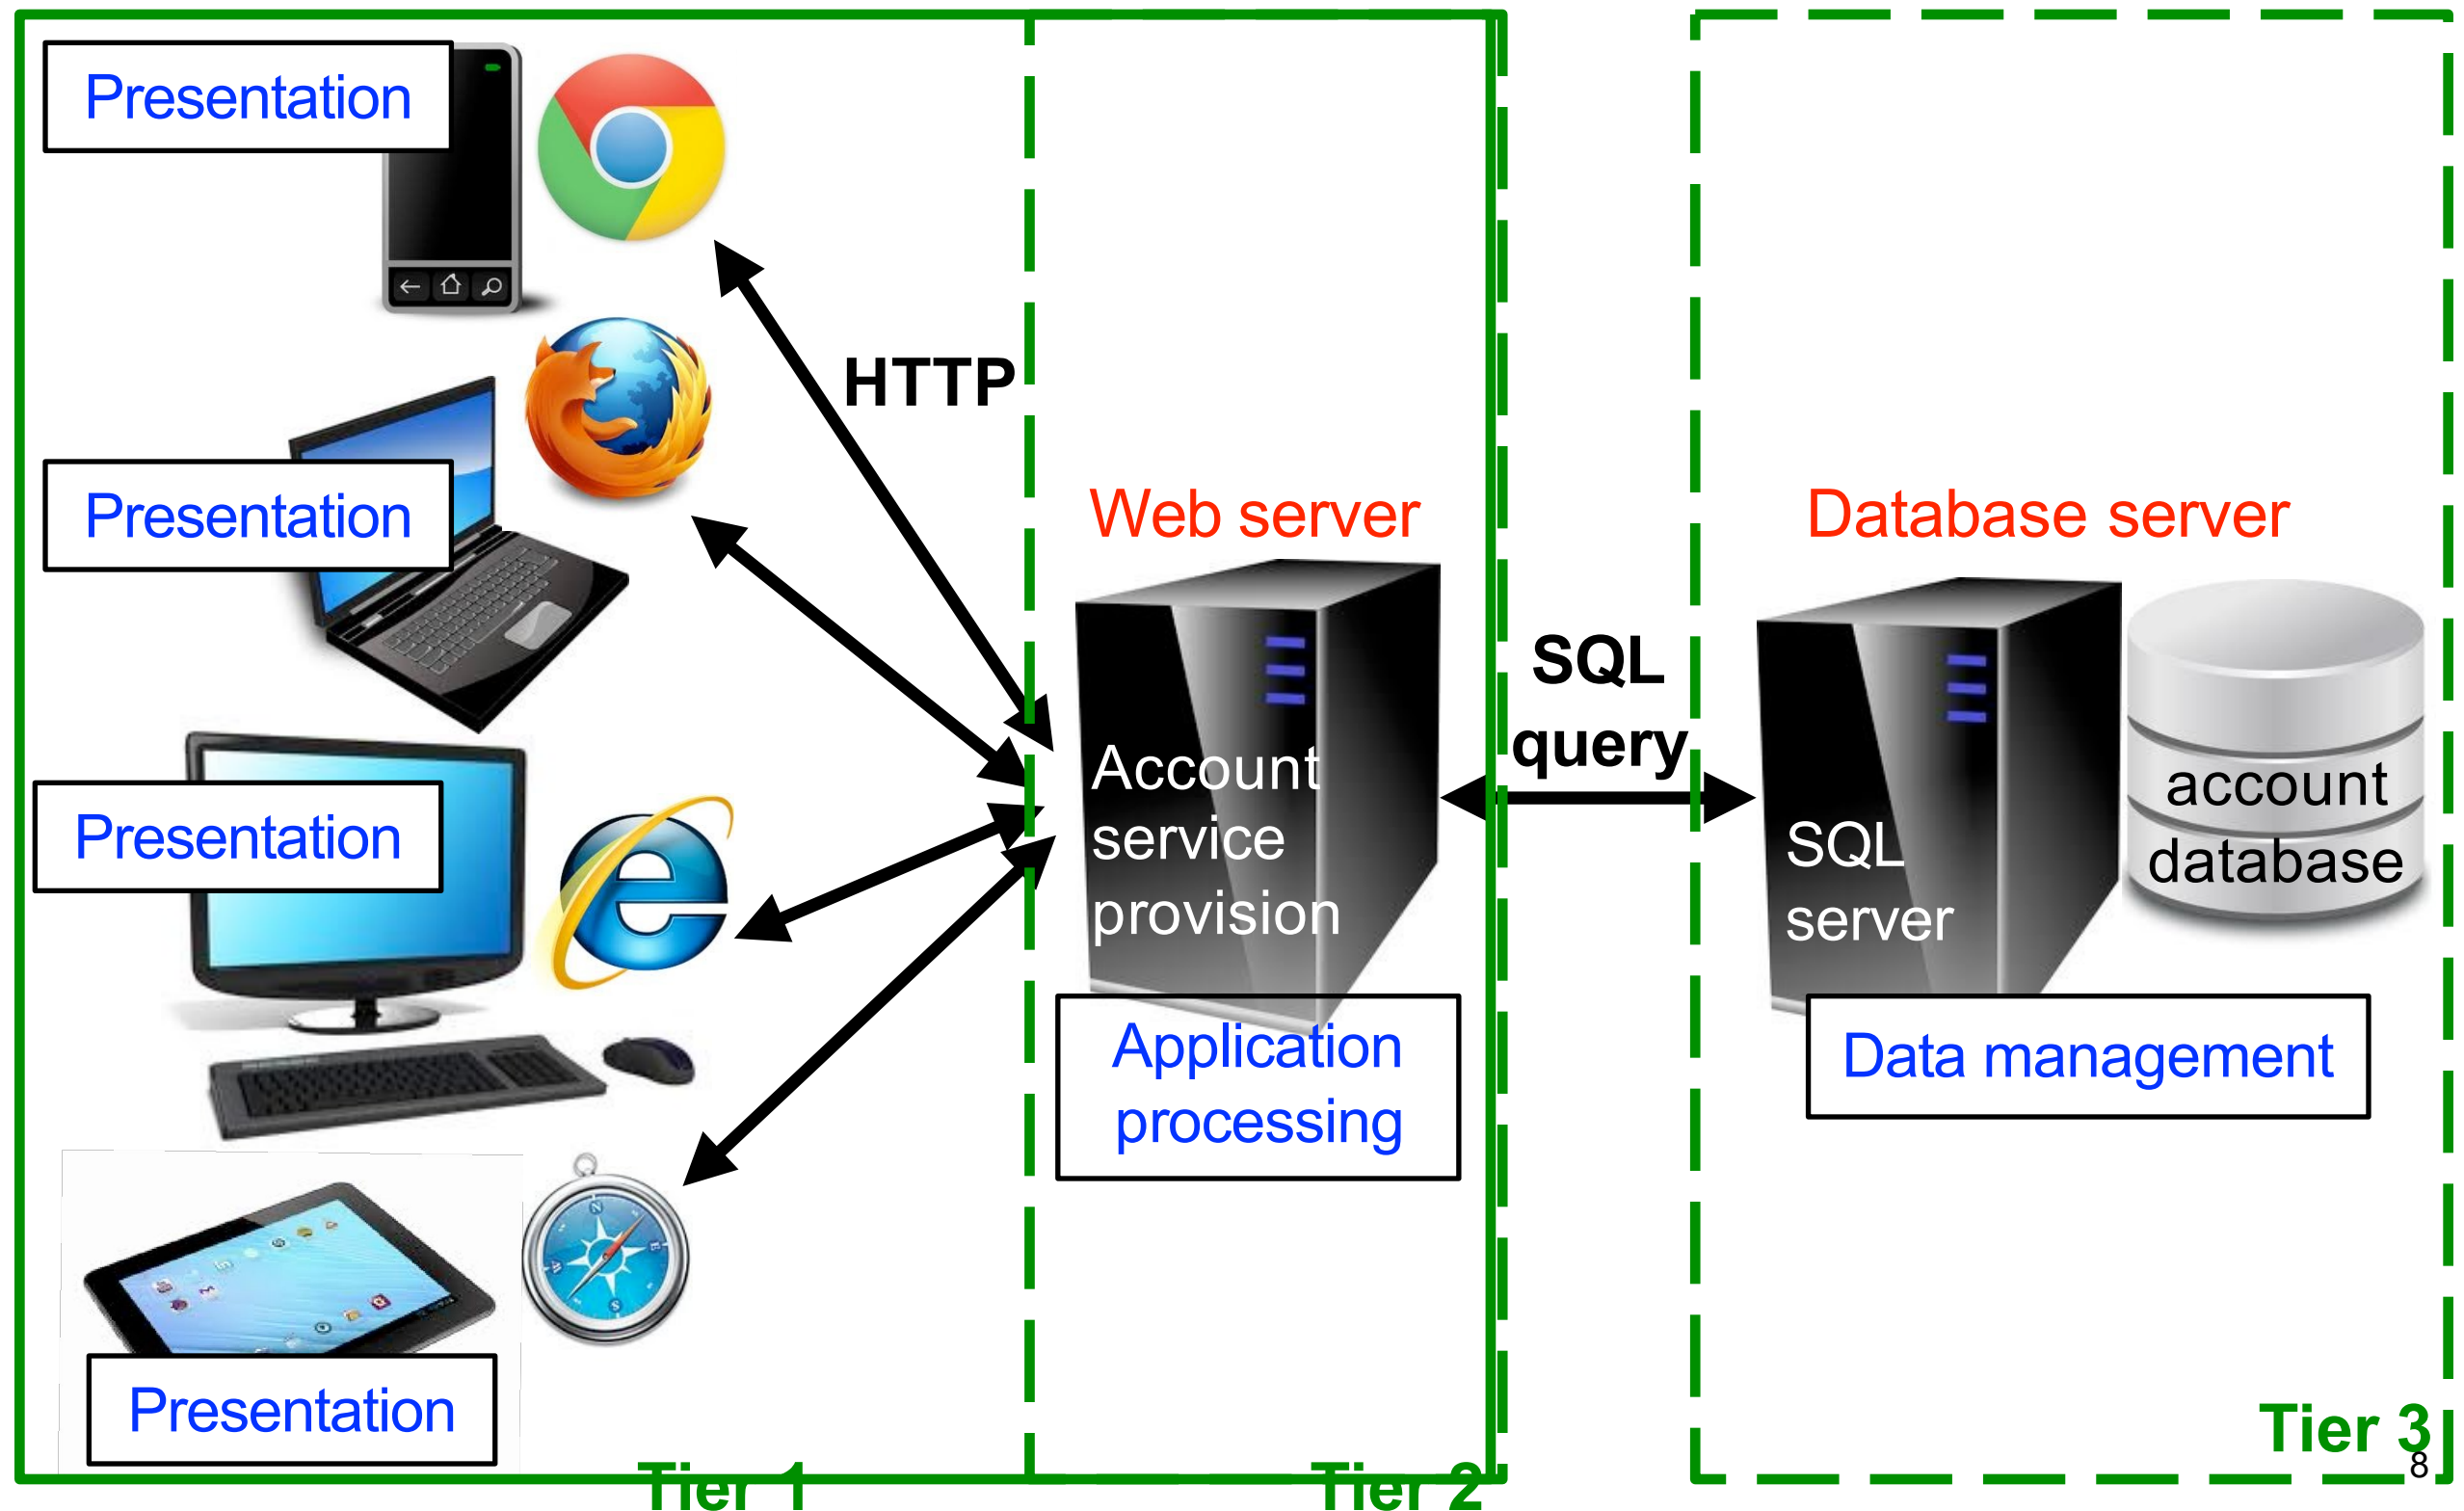 Presentation
HTTP
Presentation
Web server
Database server
SQL
query
Account
service
provision
account
database
SQL
server
Presentation
Application
processing
Data management
Presentation
Tier 1
Tier 2
Tier 3
8